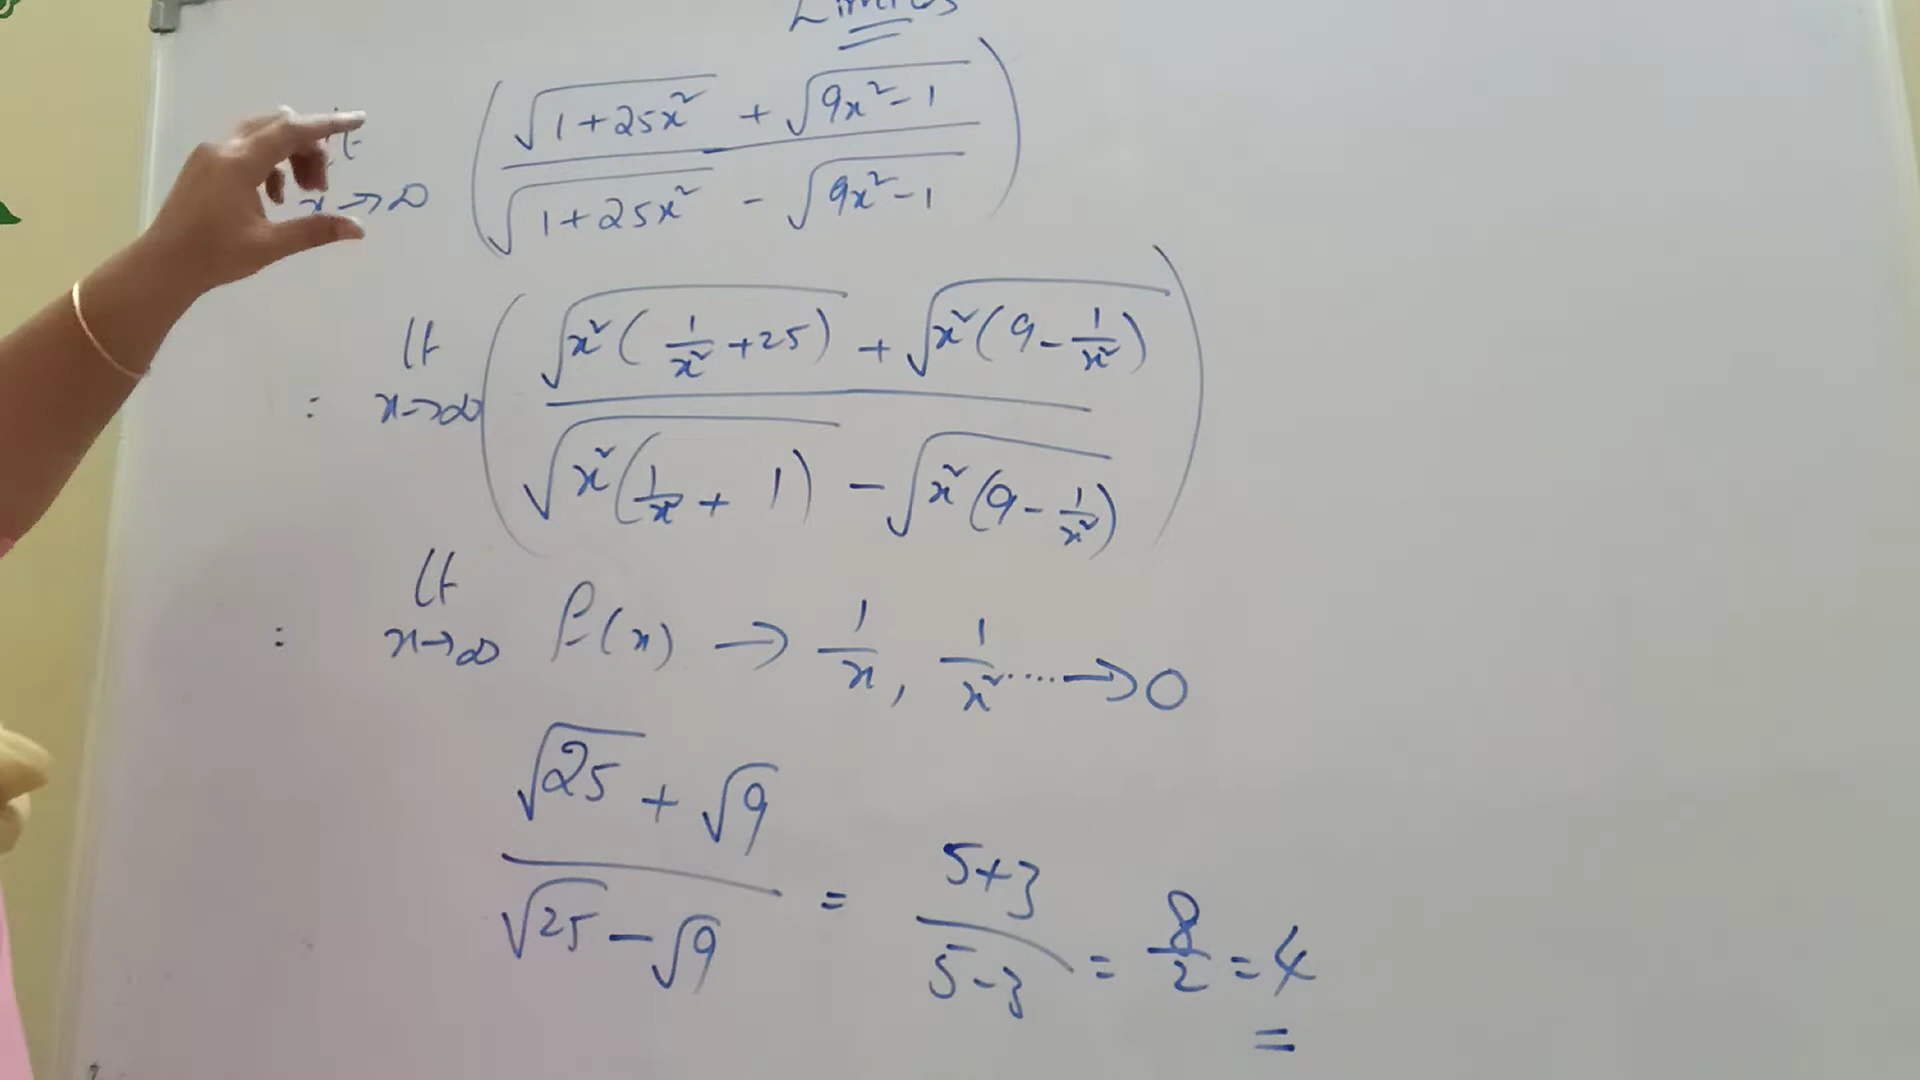 Limits
lt x→∞ ( (√(1+25x²) + √(9x²-1)) / (√(1+25x²) - √(9x²-1)) )
: lt x→∞ ( (√(x²(1/x² +25)) + √(x²(9-1/x²))) / (√(x²(1/x² + 1)) - √(x²(9-1/x²))) )
: lt x→∞ f(x) → 1/x, 1/x² ....→0
(√25 + √9) / (√25 - √9) = (5+3) / (5-3) = 8/2 = 4